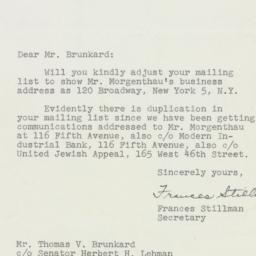 Dear Mr. Brunkard:
Will you kindly adjust your mailing
list to show Mr. Morgenthau's business
address as 120 Broadway, New York 5, N.Y.
Evidently there is duplication in
your mailing list since we have been getting
communications addressed to Mr. Morgenthau
at 116 Fifth Avenue, also c/o Modern In-
dustrial Bank, 116 Fifth Avenue, also c/o
United Jewish Appeal, 165 West 46th Street.
Sincerely yours,
Frances Still
Frances Stillman
Secretary
Mr. Thomas V. Brunkard
c/o Senator Herbert H. Lehman